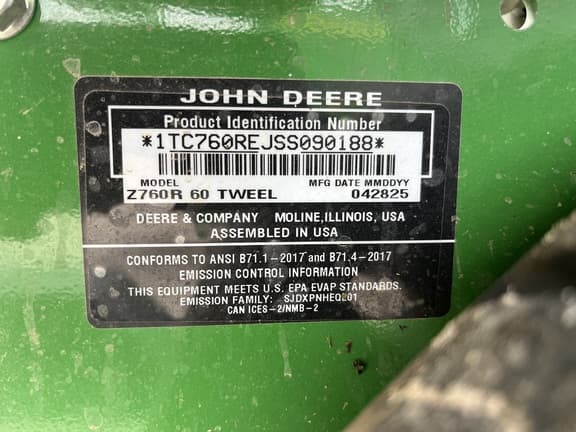 JOHN DEERE
Product Identification Number
*1TC760REJSS090188*
MODEL MFG DATE MMDDYY
Z760R 60 TWEEL 042825
DEERE & COMPANY MOLINE,ILLINOIS, USA
ASSEMBLED IN USA
CONFORMS TO ANSI B71.1-2017 and B71.4-2017
EMISSION CONTROL INFORMATION
THIS EQUIPMENT MEETS U.S. EPA EVAP STANDARDS.
EMISSION FAMILY:
CAN ICES-2/NMB-2